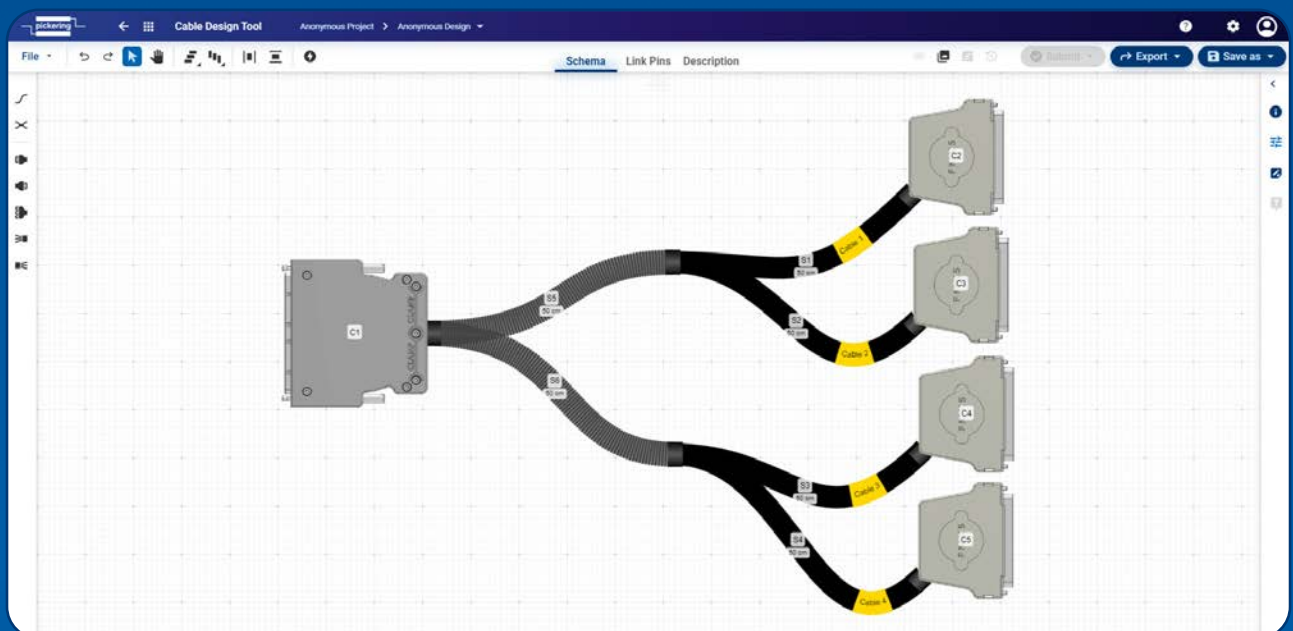 pickering Cable Design Tool Anonymous Project > Anonymous Design
File Schema Link Pins Description Submit Export Save as
C2
Cable 1
S1
50 cm
C3
S5
50 cm
S2
50 cm
C1
CLAMP
Cable 2
S6
50 cm
C4
S3
50 cm
Cable 3
C5
S4
50 cm
Cable 4